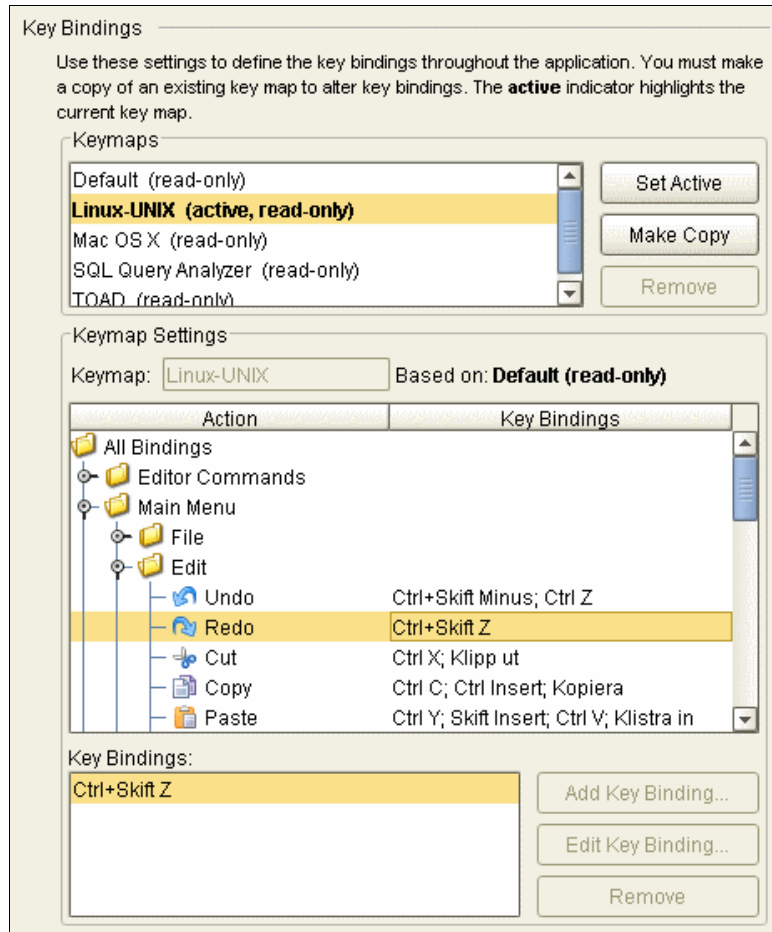 Key Bindings
Use these settings to define the key bindings throughout the application. You must make
a copy of an existing key map to alter key bindings. The active indicator highlights the
current key map.
Keymaps
Default (read-only)
Set Active
Linux-UNIX (active, read-only)
Mac OS X (read-only)
Make Copy
SQL Query Analyzer (read-only)
TOAD (read-only)
Remove
Keymap Settings
Keymap: Linux-UNIX Based on: Default (read-only)
Action Key Bindings
All Bindings
Editor Commands
Main Menu
File
Edit
Undo Ctrl+Skift Minus; Ctrl Z
Redo Ctrl+Skift Z
Cut Ctrl X; Klipp ut
Copy Ctrl C; Ctrl Insert; Kopiera
Paste Ctrl Y; Skift Insert; Ctrl V; Klistra in
Key Bindings:
Ctrl+Skift Z
Add Key Binding...
Edit Key Binding...
Remove